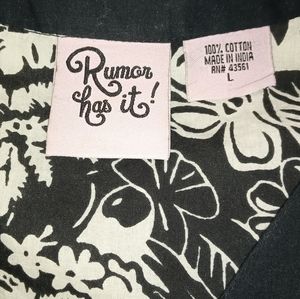 Rumor
has it!
100% COTTON
MADE IN INDIA
RN# 43561
L